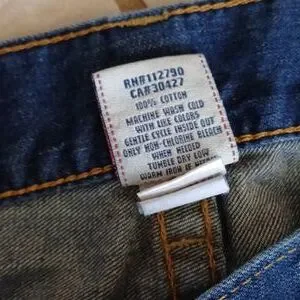 RN#112790
CA#30427
100% COTTON
MACHINE WASH COLD
WITH LIKE COLORS
GENTLE CYCLE INSIDE OUT
ONLY NON-CHLORINE BLEACH
WHEN NEEDED
TUMBLE DRY LOW
WARM IRON IF NEEDED